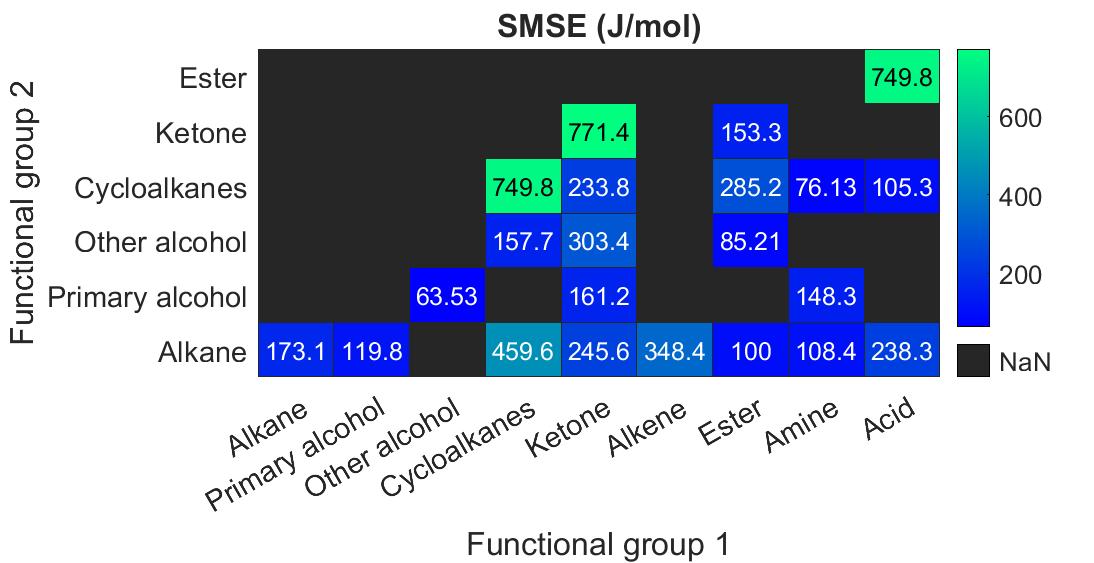 SMSE (J/mol)
Functional group 2
Ester 749.8
Ketone 771.4 153.3
Cycloalkanes 749.8 233.8 285.2 76.13 105.3
Other alcohol 157.7 303.4 85.21
Primary alcohol 63.53 161.2 148.3
Alkane 173.1 119.8 459.6 245.6 348.4 100 108.4 238.3
Alkane
Primary alcohol
Other alcohol
Cycloalkanes
Ketone
Alkene
Ester
Amine
Acid
Functional group 1
600
400
200
NaN